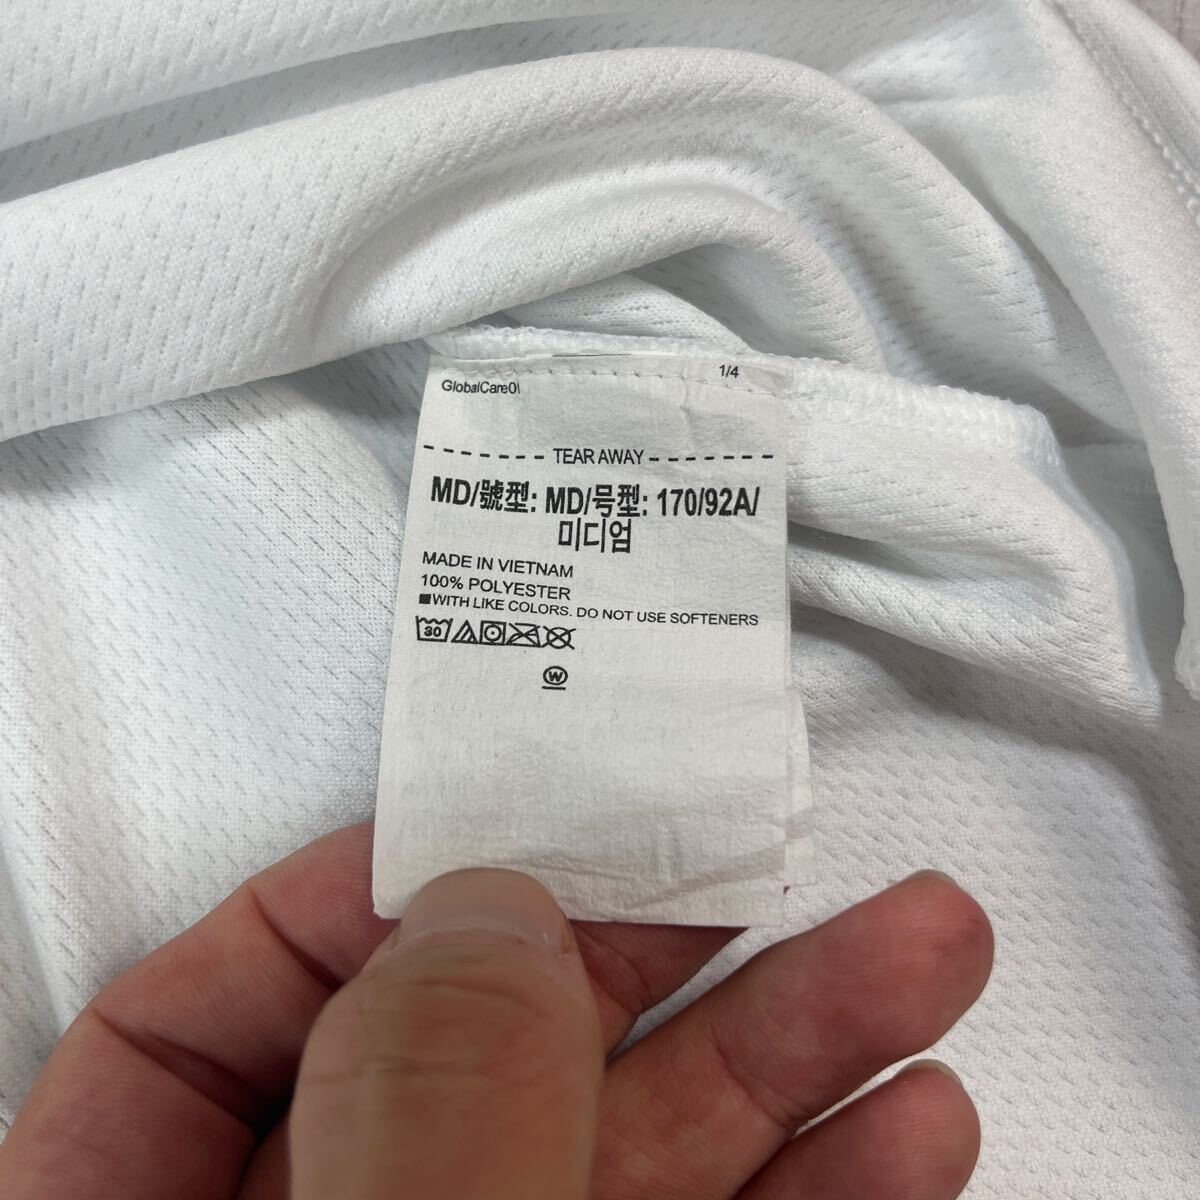 1/4
GlobalCare01
TEAR AWAY
MD/號型: MD/号型: 170/92A/
미디엄
MADE IN VIETNAM
100% POLYESTER
■WITH LIKE COLORS. DO NOT USE SOFTENERS
30
W